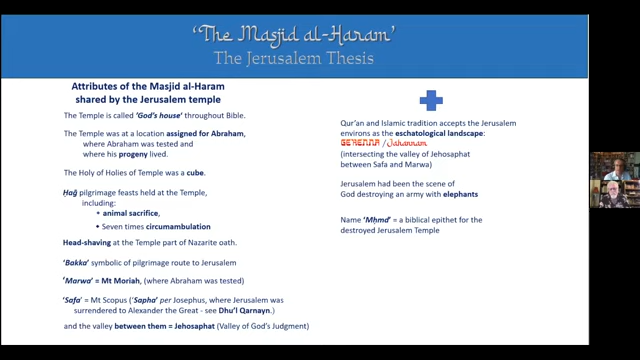 'The Masjid al-Haram'
The Jerusalem Thesis
Attributes of the Masjid al-Haram
shared by the Jerusalem temple
The Temple is called 'God's house' throughout Bible.
The Temple was at a location assigned for Abraham,
where Abraham was tested and
where his progeny lived.
The Holy of Holies of Temple was a cube.
Ḥaḡ pilgrimage feasts held at the Temple,
including:
• animal sacrifice,
• Seven times circumambulation
Head-shaving at the Temple part of Nazarite oath.
'Bakka' symbolic of pilgrimage route to Jerusalem
'Marwa' = Mt Moriah, (where Abraham was tested)
'Safa' = Mt Scopus ('Sapha' per Josephus, where Jerusalem was
surrendered to Alexander the Great - see Dhu'l Qarnayn.)
and the valley between them = Jehosaphat (Valley of God's Judgment)
Qur'an and Islamic tradition accepts the Jerusalem
environs as the eschatological landscape:
GEHENNA / Jahannam
(intersecting the valley of Jehosaphat
between Safa and Marwa)
Jerusalem had been the scene of
God destroying an army with elephants
Name 'Mḥmd' = a biblical epithet for the
destroyed Jerusalem Temple